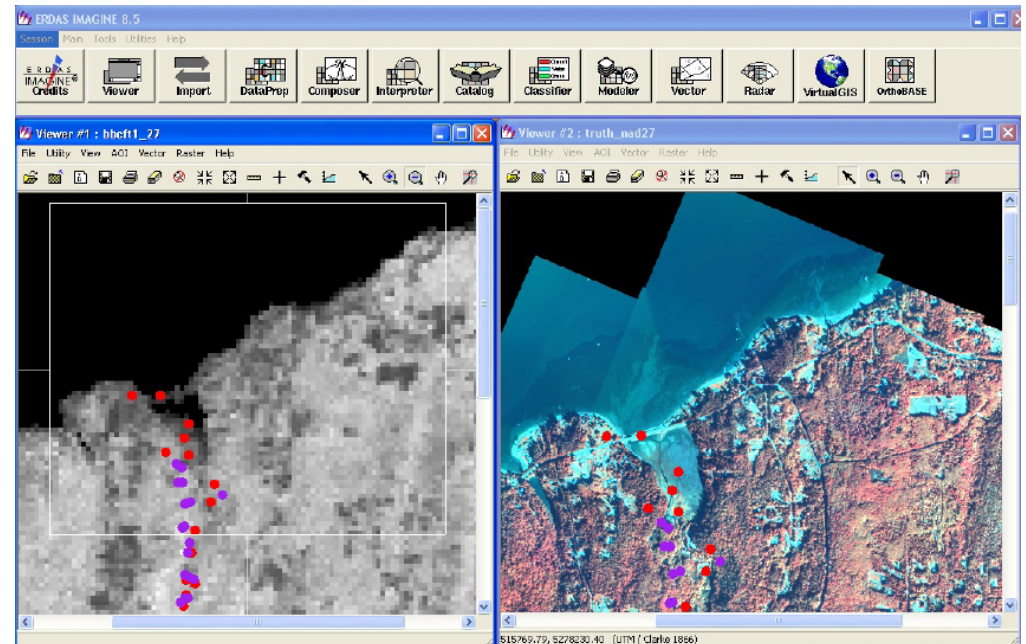 ERDAS IMAGINE 8.5
Session Main Tools Utilities Help
ERDAS
IMAGINE®
Credits Viewer Import DataPrep Composer Interpreter Catalog Classifier Modeler Vector Radar VirtualGIS OrthoBASE
Viewer #1 : bbcft1_27
File Utility View AOI Vector Raster Help
Viewer #2 : truth_nad27
File Utility View AOI Vector Raster Help
515769.79, 5278230.40 (UTM / Clarke 1866)